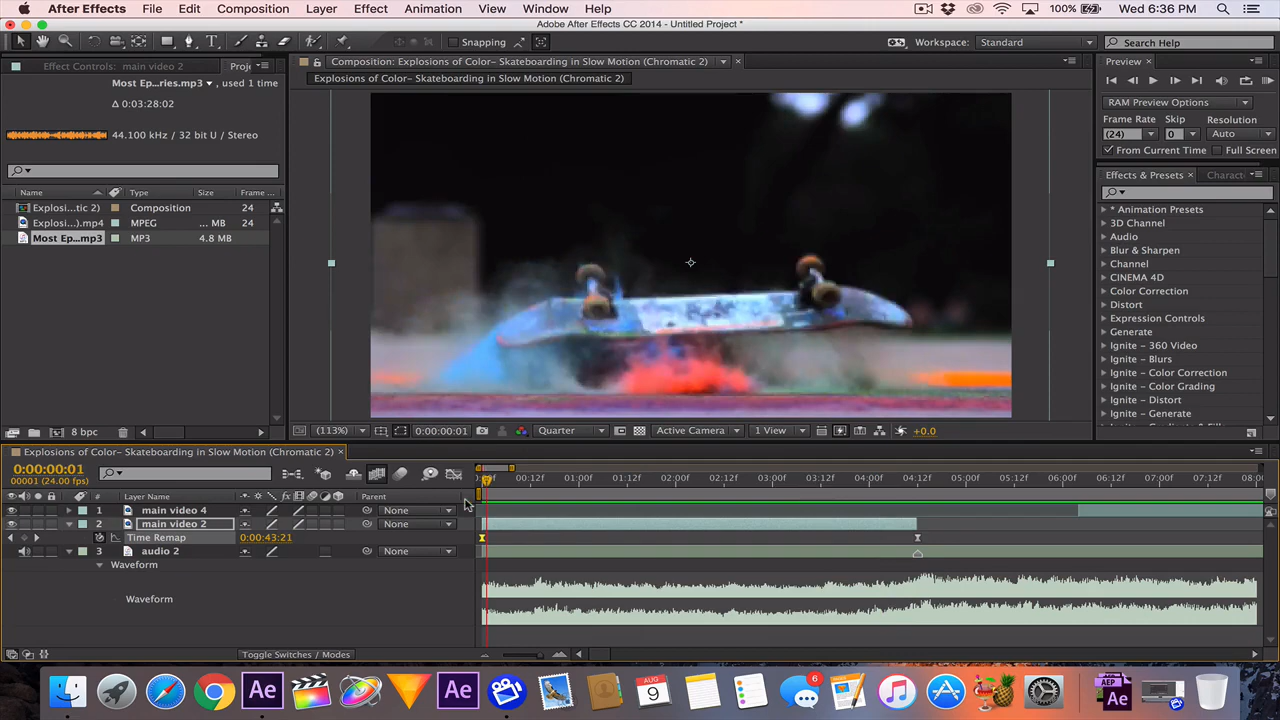 After Effects File Edit Composition Layer Effect Animation View Window Help 100% Wed 6:36 PM
Adobe After Effects CC 2014 - Untitled Project *
T Snapping Workspace: Standard Search Help
Effect Controls: main video 2 Proje
Most Ep...ries.mp3 , used 1 time
Δ 0:03:28:02
44.100 kHz / 32 bit U / Stereo
Name Type Size Frame ...
Explosi...tic 2) Composition 24
Explosi...).mp4 MPEG ... MB 24
Most Ep...mp3 MP3 4.8 MB
8 bpc
Composition: Explosions of Color- Skateboarding in Slow Motion (Chromatic 2)
Explosions of Color- Skateboarding in Slow Motion (Chromatic 2)
(113%) 0:00:00:01 Quarter Active Camera 1 View +0.0
Preview
RAM Preview Options
Frame Rate Skip Resolution
(24) 0 Auto
From Current Time Full Screen
Effects & Presets Charact
* Animation Presets
3D Channel
Audio
Blur & Sharpen
Channel
CINEMA 4D
Color Correction
Distort
Expression Controls
Generate
Ignite - 360 Video
Ignite - Blurs
Ignite - Color Correction
Ignite - Color Grading
Ignite - Distort
Ignite - Generate
Explosions of Color- Skateboarding in Slow Motion (Chromatic 2)
0:00:00:01
00001 (24.00 fps)
00:12f 01:00f 01:12f 02:00f 02:12f 03:00f 03:12f 04:00f 04:12f 05:00f 05:12f 06:00f 06:12f 07:00f 07:12f 08:00
# Layer Name fx Parent
1 main video 4 None
2 main video 2 None
Time Remap 0:00:43:21
3 audio 2 None
Waveform
Waveform
Toggle Switches / Modes
Ae Ae AUG 9 6 AEP Ae